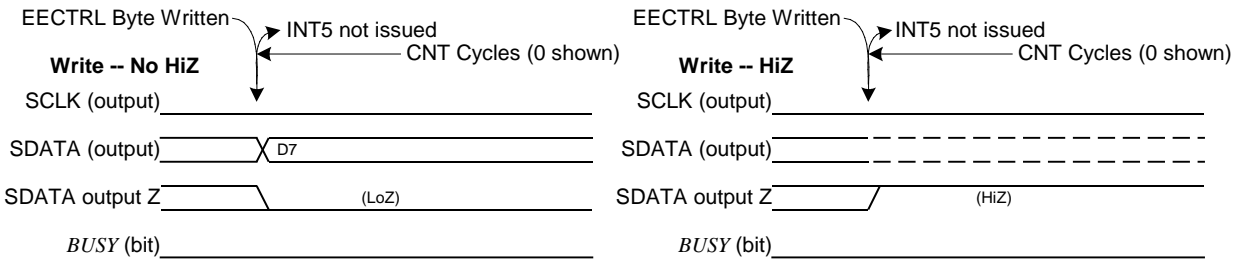 EECTRL Byte Written
INT5 not issued
CNT Cycles (0 shown)
Write -- No HiZ
SCLK (output)
SDATA (output)
D7
SDATA output Z
(LoZ)
BUSY (bit)
EECTRL Byte Written
INT5 not issued
CNT Cycles (0 shown)
Write -- HiZ
SCLK (output)
SDATA (output)
SDATA output Z
(HiZ)
BUSY (bit)